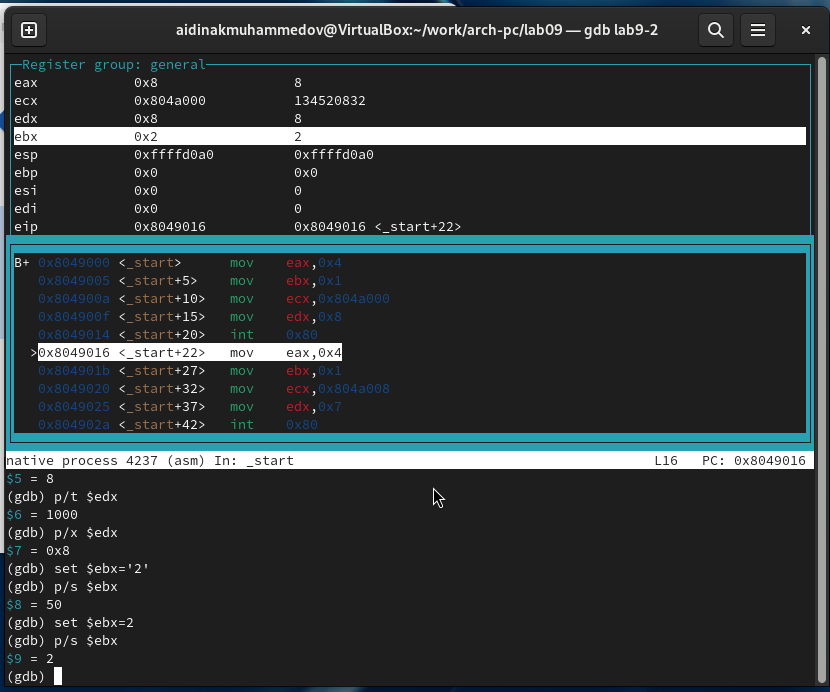 aidinakmuhammedov@VirtualBox:~/work/arch-pc/lab09 — gdb lab9-2
Register group: general
eax 0x8 8
ecx 0x804a000 134520832
edx 0x8 8
ebx 0x2 2
esp 0xffffd0a0 0xffffd0a0
ebp 0x0 0x0
esi 0x0 0
edi 0x0 0
eip 0x8049016 0x8049016 <_start+22>
B+ 0x8049000 <_start> mov eax,0x4
0x8049005 <_start+5> mov ebx,0x1
0x804900a <_start+10> mov ecx,0x804a000
0x804900f <_start+15> mov edx,0x8
0x8049014 <_start+20> int 0x80
>0x8049016 <_start+22> mov eax,0x4
0x804901b <_start+27> mov ebx,0x1
0x8049020 <_start+32> mov ecx,0x804a008
0x8049025 <_start+37> mov edx,0x7
0x804902a <_start+42> int 0x80
native process 4237 (asm) In: _start L16 PC: 0x8049016
$5 = 8
(gdb) p/t $edx
$6 = 1000
(gdb) p/x $edx
$7 = 0x8
(gdb) set $ebx='2'
(gdb) p/s $ebx
$8 = 50
(gdb) set $ebx=2
(gdb) p/s $ebx
$9 = 2
(gdb)